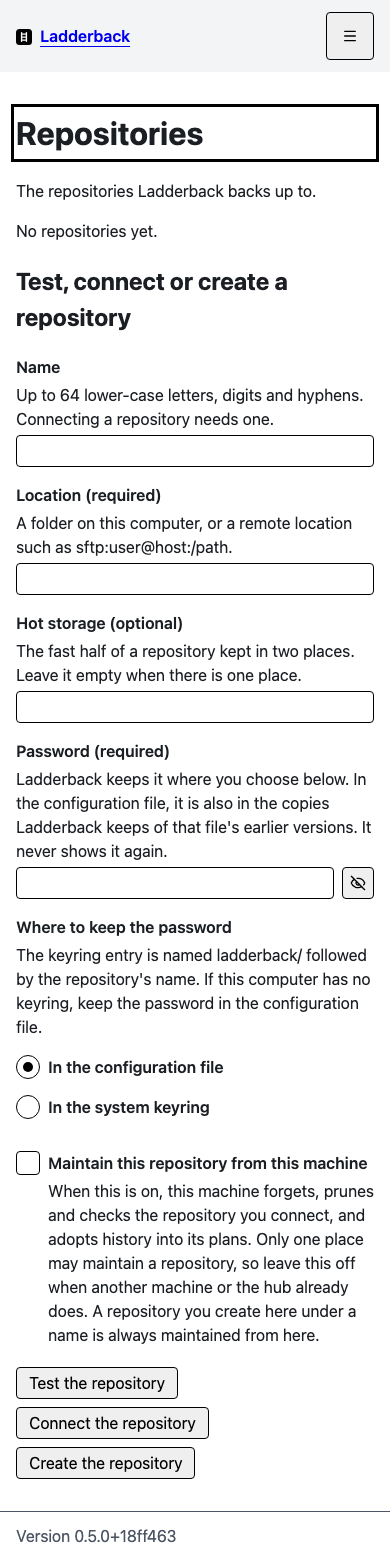 Ladderback
Repositories
The repositories Ladderback backs up to.
No repositories yet.
Test, connect or create a
repository
Name
Up to 64 lower-case letters, digits and hyphens.
Connecting a repository needs one.
Location (required)
A folder on this computer, or a remote location
such as sftp:user@host:/path.
Hot storage (optional)
The fast half of a repository kept in two places.
Leave it empty when there is one place.
Password (required)
Ladderback keeps it where you choose below. In
the configuration file, it is also in the copies
Ladderback keeps of that file's earlier versions. It
never shows it again.
Where to keep the password
The keyring entry is named ladderback/ followed
by the repository's name. If this computer has no
keyring, keep the password in the configuration
file.
In the configuration file
In the system keyring
Maintain this repository from this machine
When this is on, this machine forgets, prunes
and checks the repository you connect, and
adopts history into its plans. Only one place
may maintain a repository, so leave this off
when another machine or the hub already
does. A repository you create here under a
name is always maintained from here.
Test the repository
Connect the repository
Create the repository
Version 0.5.0+18ff463